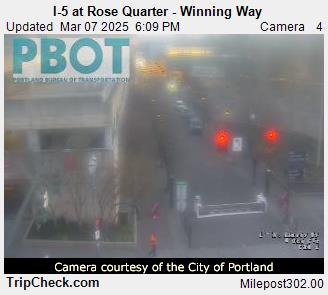 I-5 at Rose Quarter - Winning Way
Updated Mar 07 2025 6:09 PM Camera 4
PBOT
PORTLAND BUREAU OF TRANSPORTATION
Camera courtesy of the City of Portland
TripCheck.com Milepost302.00